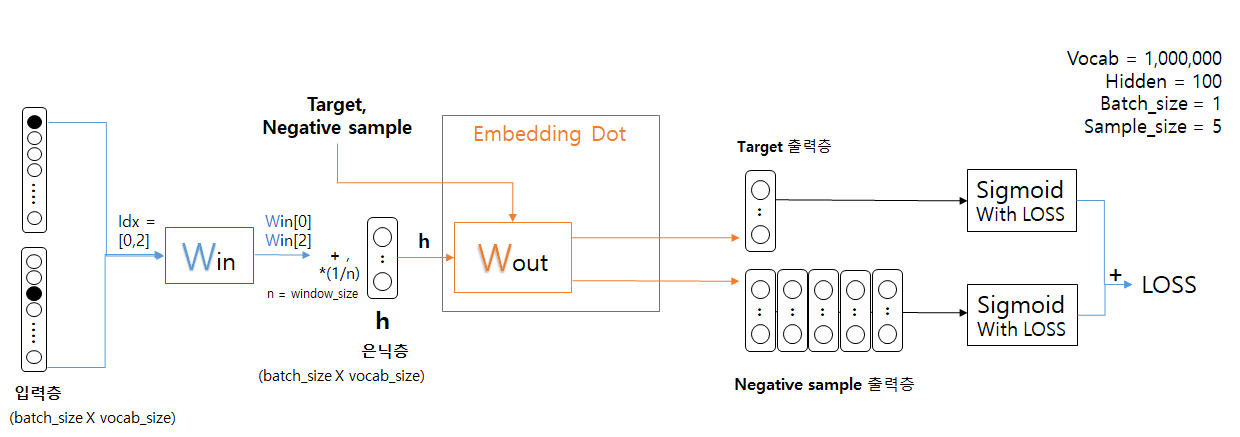 Vocab = 1,000,000
Hidden = 100
Batch_size = 1
Sample_size = 5
Target,
Negative sample
Embedding Dot
Target 출력층
Idx =
[0,2]
Win
Win[0]
Win[2]
+ ,
*(1/n)
n = window_size
h
은닉층
(batch_size X vocab_size)
h
Wout
Sigmoid
With LOSS
Sigmoid
With LOSS
+
LOSS
Negative sample 출력층
입력층
(batch_size X vocab_size)